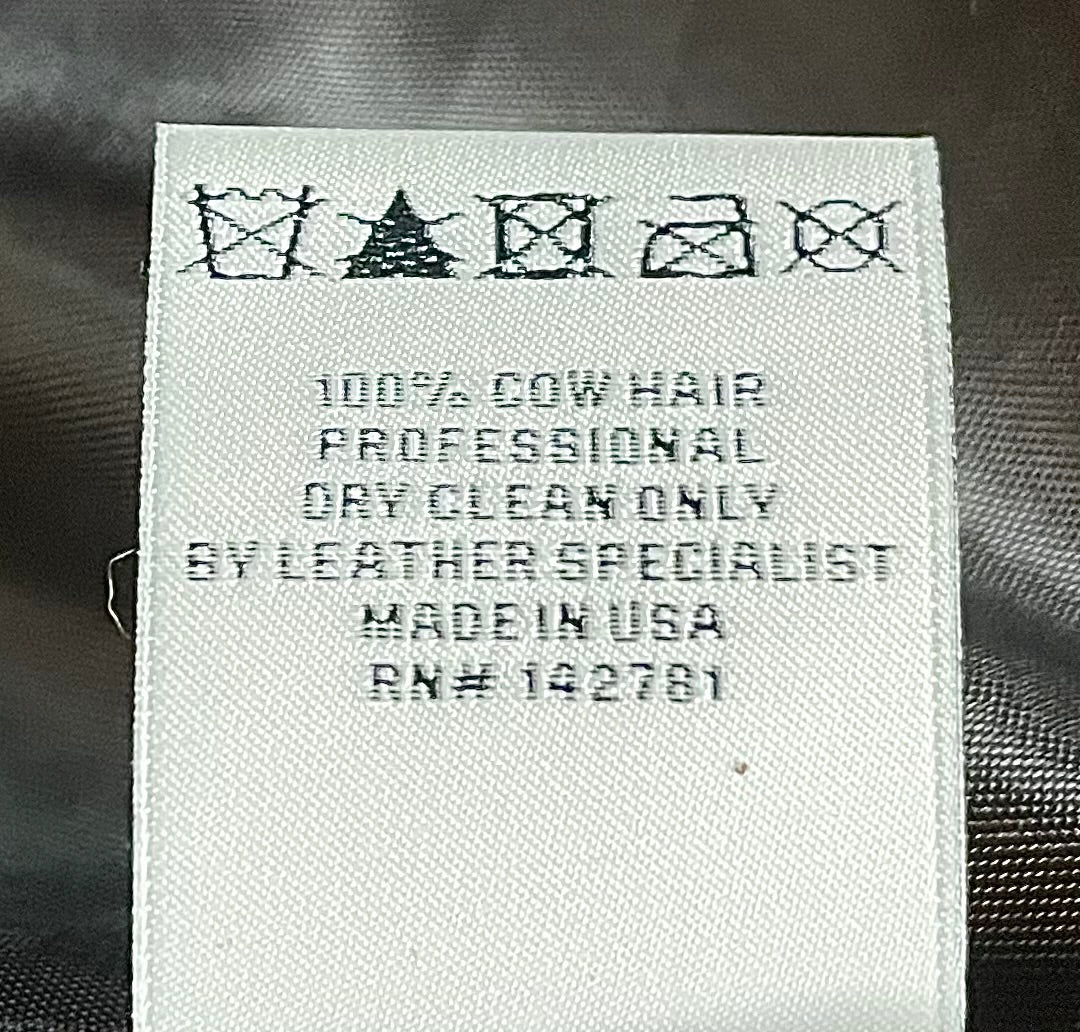 100% COW HAIR
PROFESSIONAL
DRY CLEAN ONLY
BY LEATHER SPECIALIST
MADE IN USA
RN# 142781